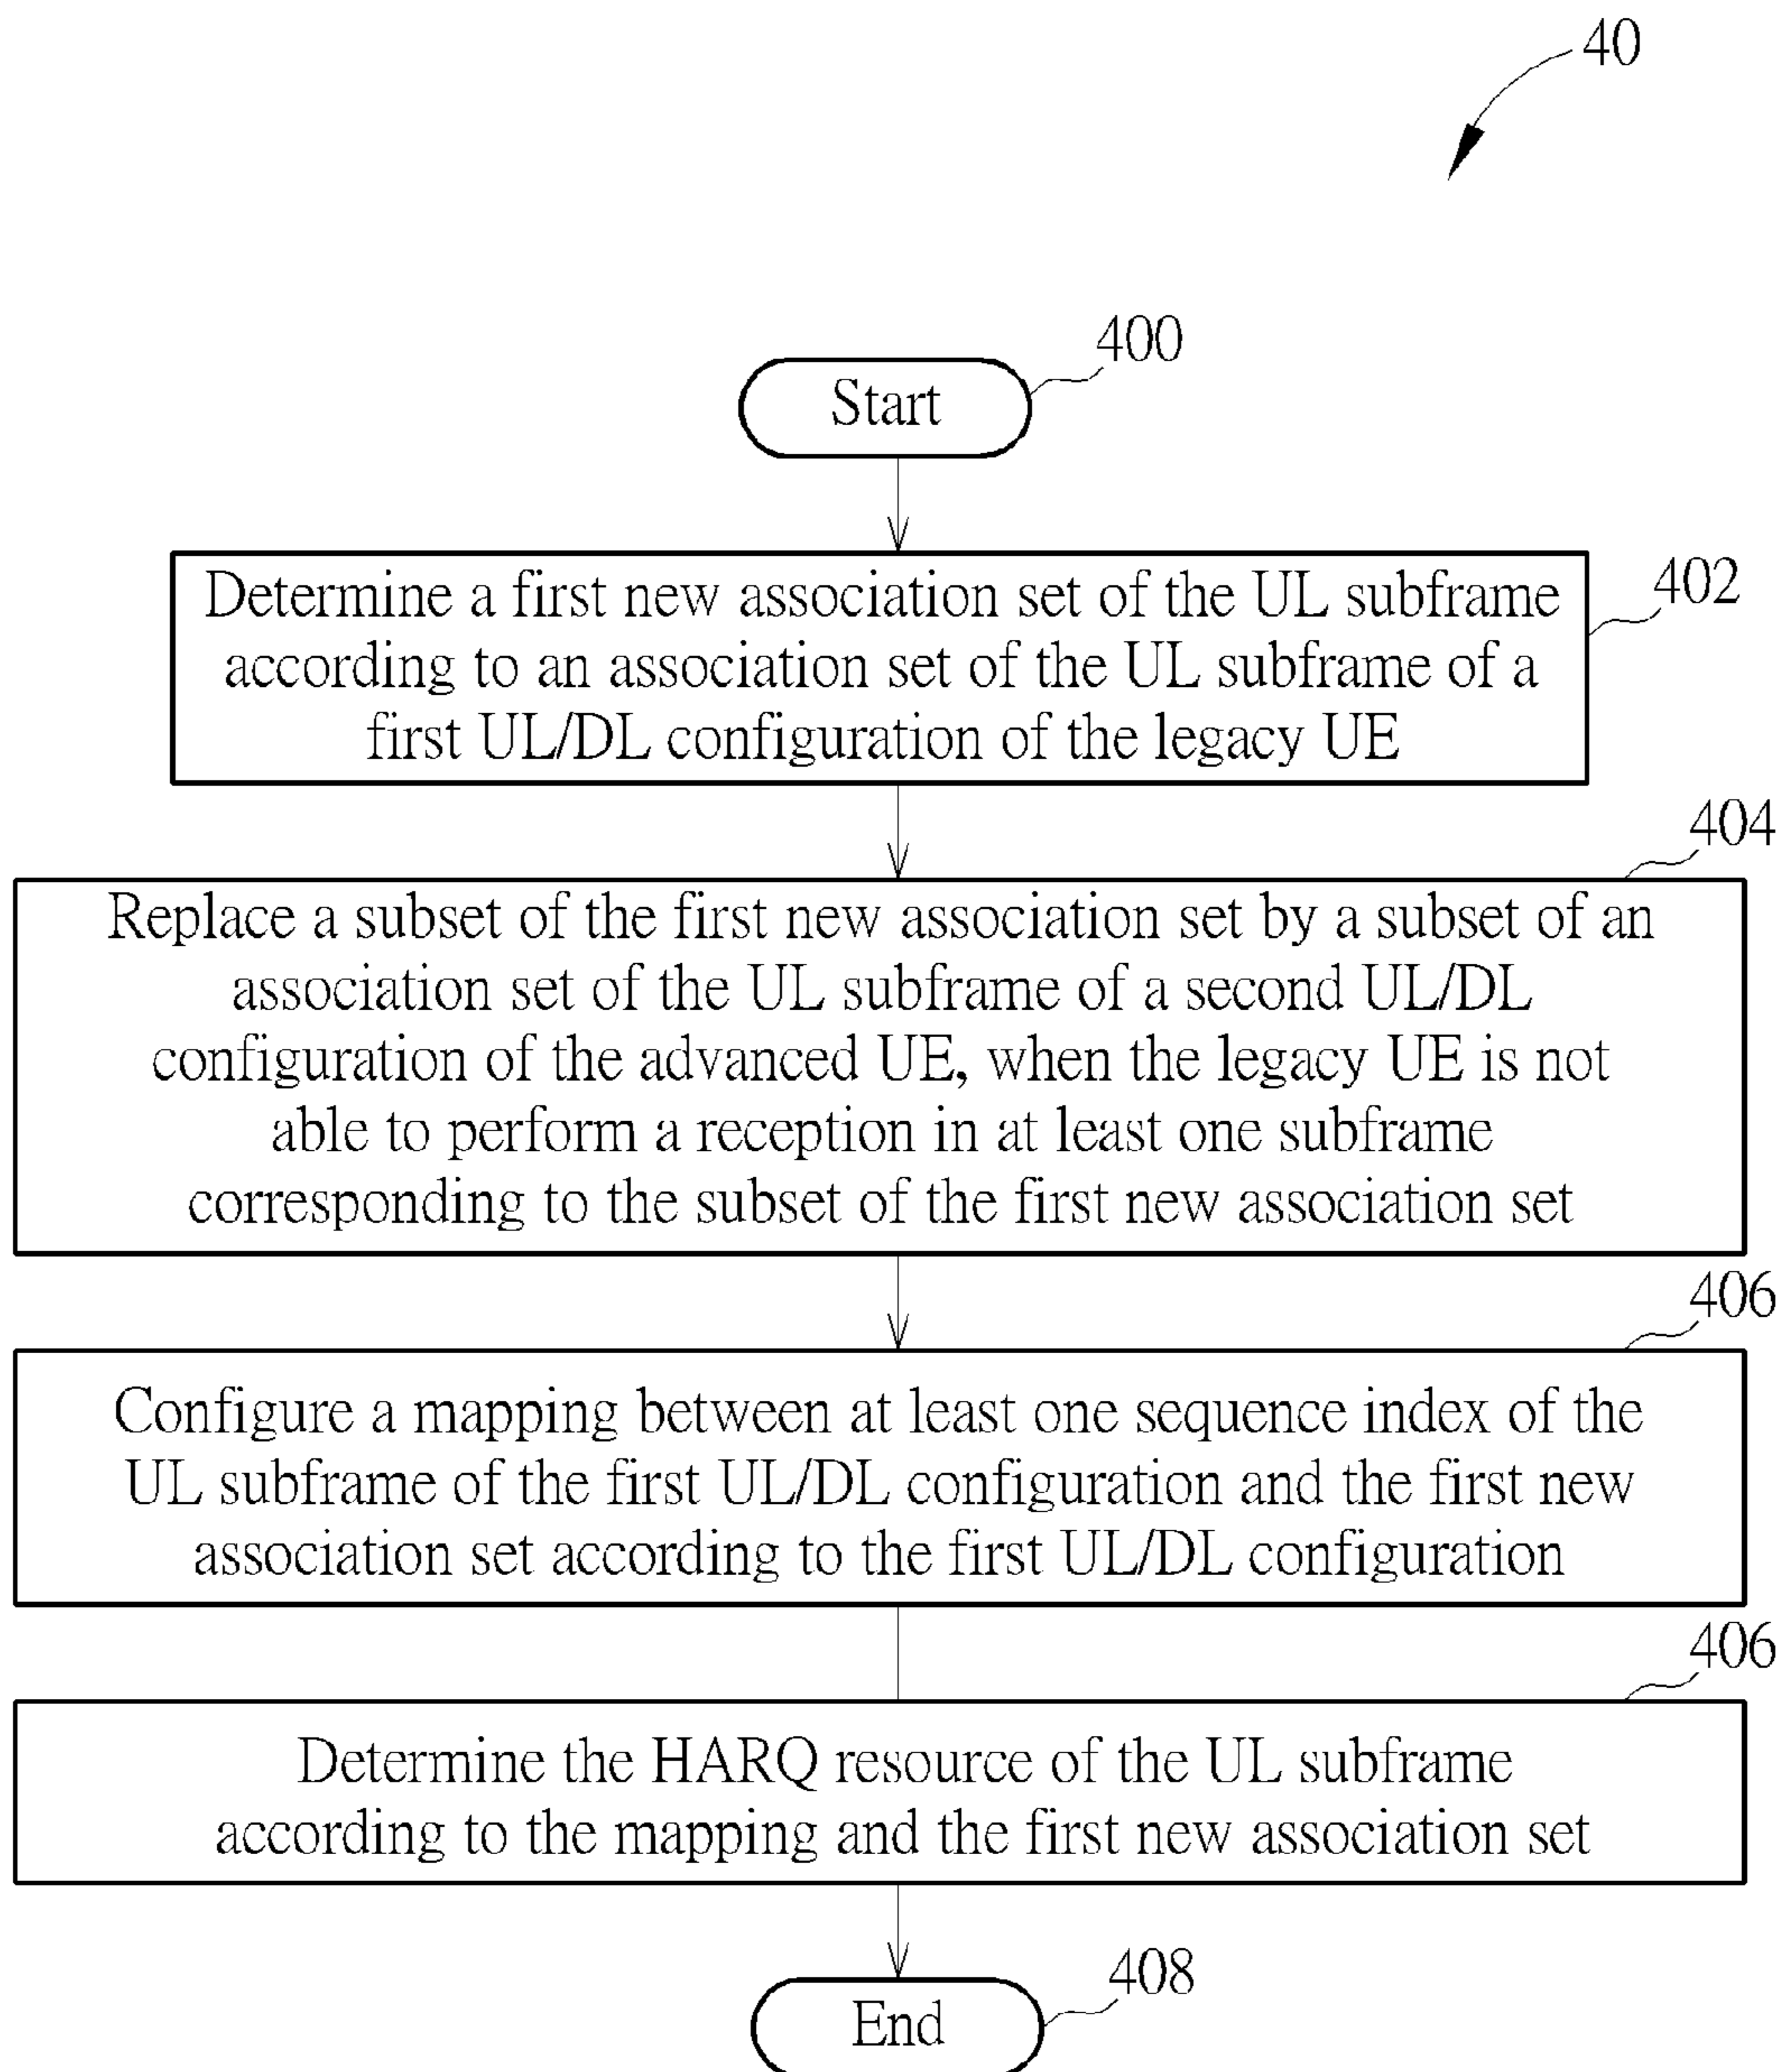 40
400
Start
402
Determine a first new association set of the UL subframe
according to an association set of the UL subframe of a
first UL/DL configuration of the legacy UE
404
Replace a subset of the first new association set by a subset of an
association set of the UL subframe of a second UL/DL
configuration of the advanced UE, when the legacy UE is not
able to perform a reception in at least one subframe
corresponding to the subset of the first new association set
406
Configure a mapping between at least one sequence index of the
UL subframe of the first UL/DL configuration and the first new
association set according to the first UL/DL configuration
406
Determine the HARQ resource of the UL subframe
according to the mapping and the first new association set
408
End